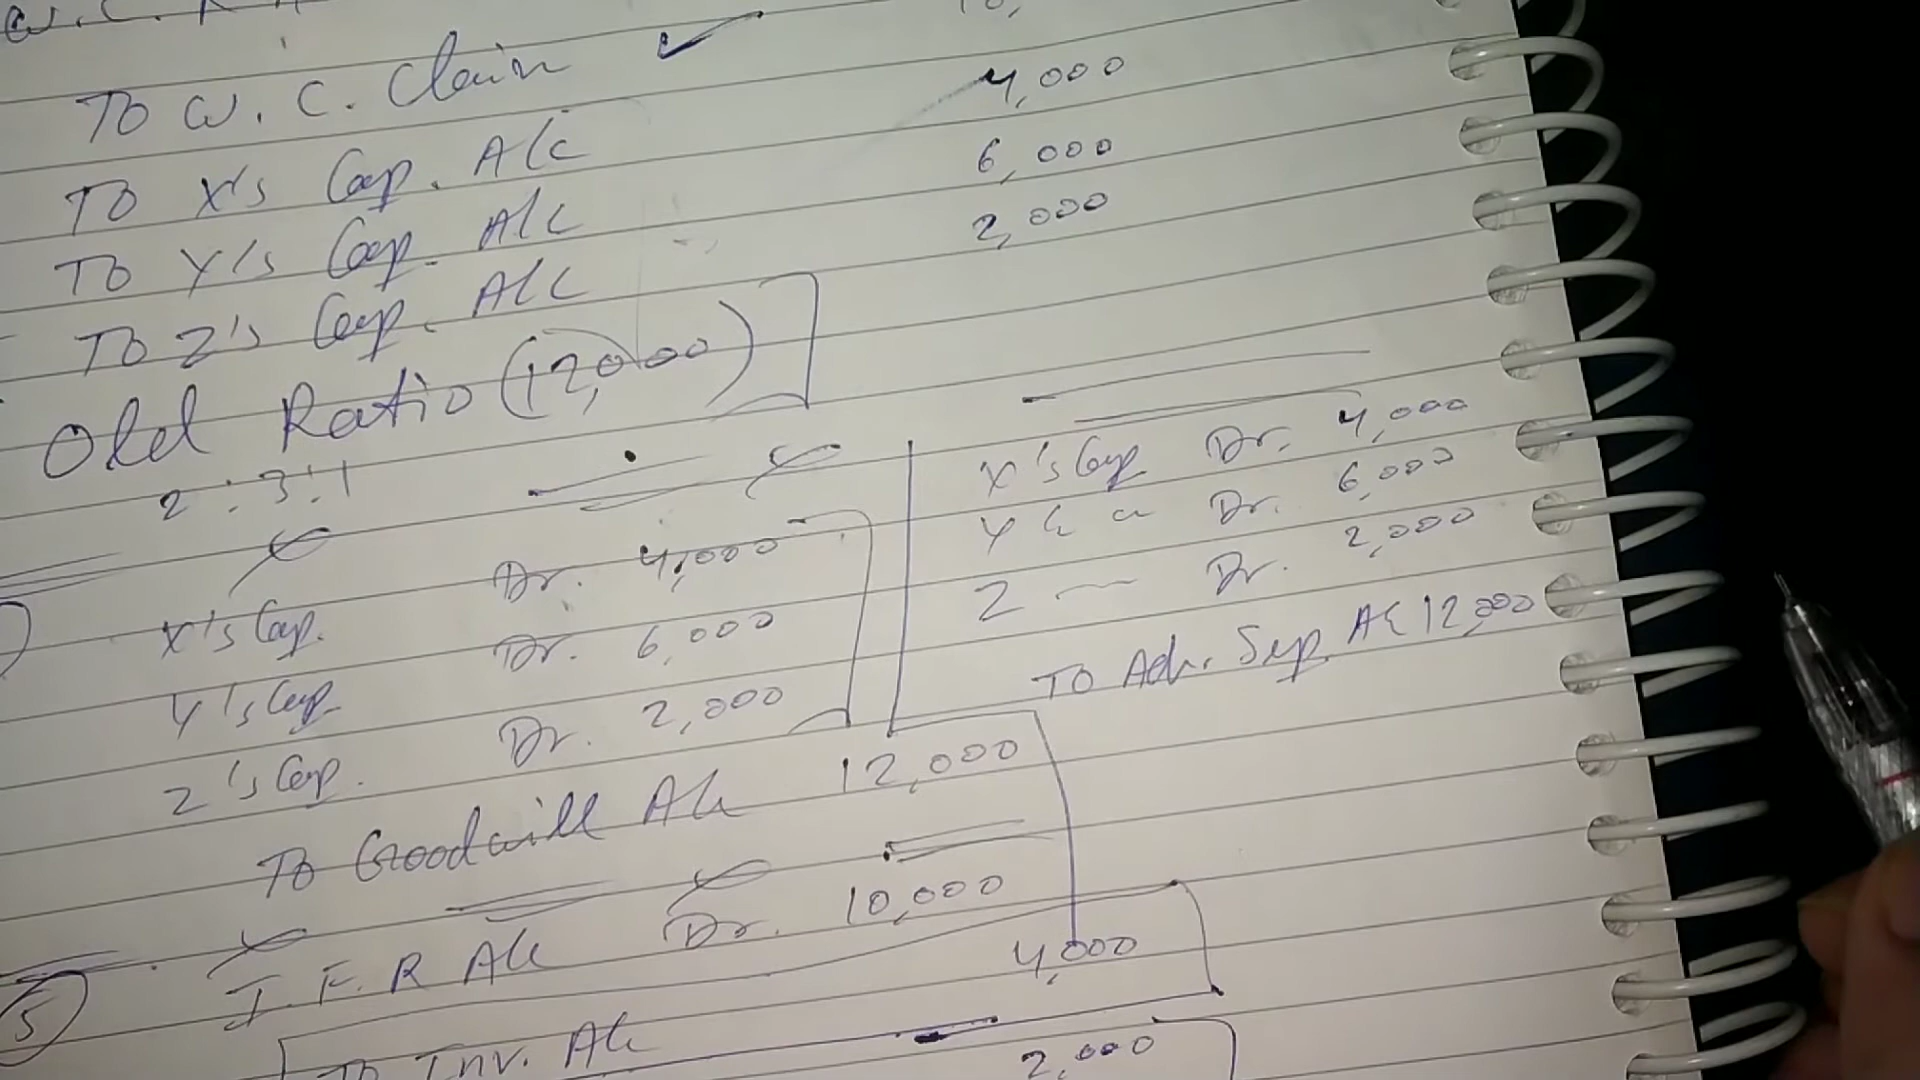 To W. C. Claim
4,000
To X's Cap. A/c
6,000
To Y's Cap. A/c
2,000
To Z's Cap. A/c
Old Ratio (12,000)
2 : 3 : 1
X's Cap. Dr. 4,000
Y's Cap Dr. 6,000
Z's Cap. Dr. 2,000
To Goodwill A/c 12,000
X's Cap Dr. 4,000
Y Dr. 6,000
Z Dr. 2,000
To Adv. Sup. A/c 12,000
5
I. F. R A/c Dr. 10,000
4,000
To Inv. A/c
2,000